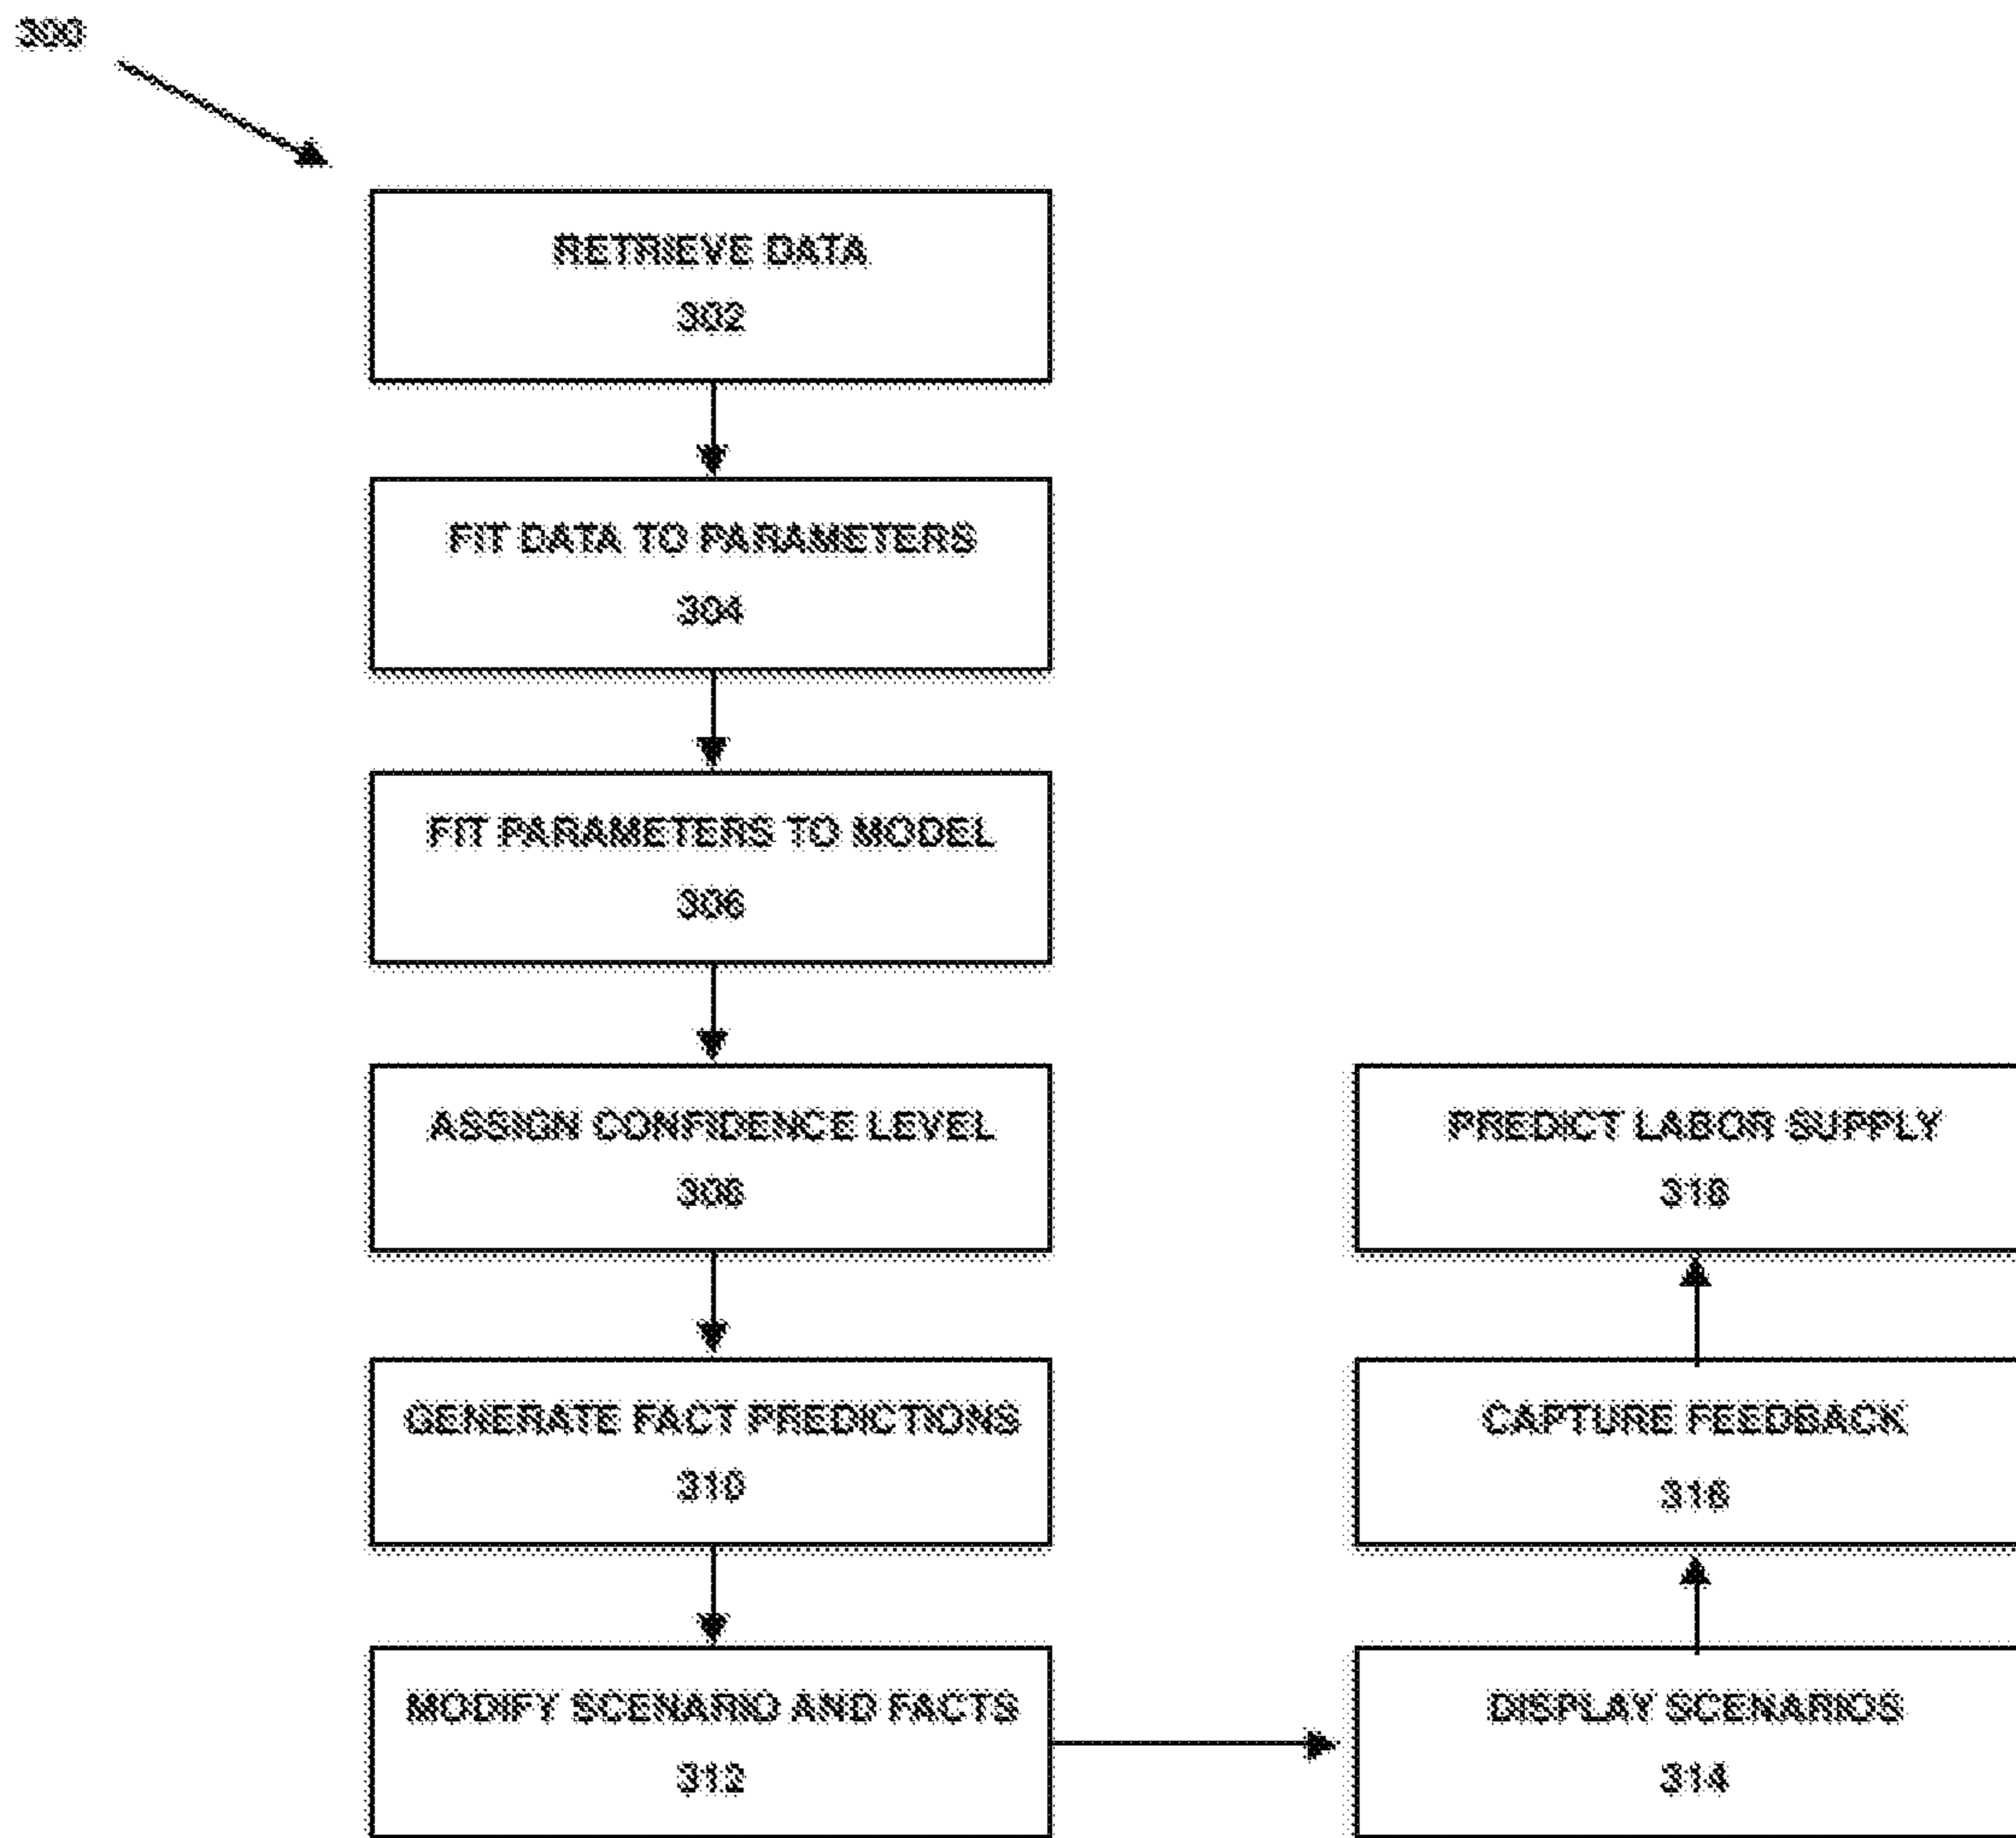 300
RETRIEVE DATA
302
FIT DATA TO PARAMETERS
304
FIT PARAMETERS TO MODEL
306
ASSIGN CONFIDENCE LEVEL
308
GENERATE FACT PREDICTIONS
310
MODIFY SCENARIO AND FACTS
312
DISPLAY SCENARIOS
314
CAPTURE FEEDBACK
316
PREDICT LABOR SUPPLY
318